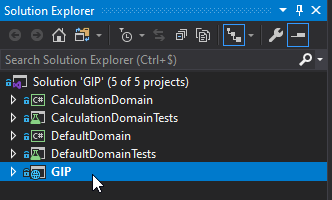 Solution Explorer
Search Solution Explorer (Ctrl+$)
Solution 'GIP' (5 of 5 projects)
C# CalculationDomain
CalculationDomainTests
C# DefaultDomain
DefaultDomainTests
GIP